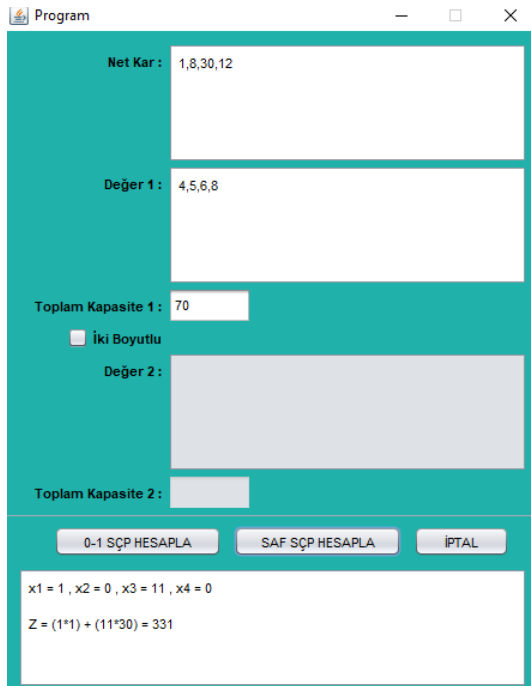 Program
Net Kar :
1,8,30,12
Değer 1 :
4,5,6,8
Toplam Kapasite 1 :
70
İki Boyutlu
Değer 2 :
Toplam Kapasite 2 :
0-1 SÇP HESAPLA
SAF SÇP HESAPLA
İPTAL
x1 = 1 , x2 = 0 , x3 = 11 , x4 = 0
Z = (1*1) + (11*30) = 331